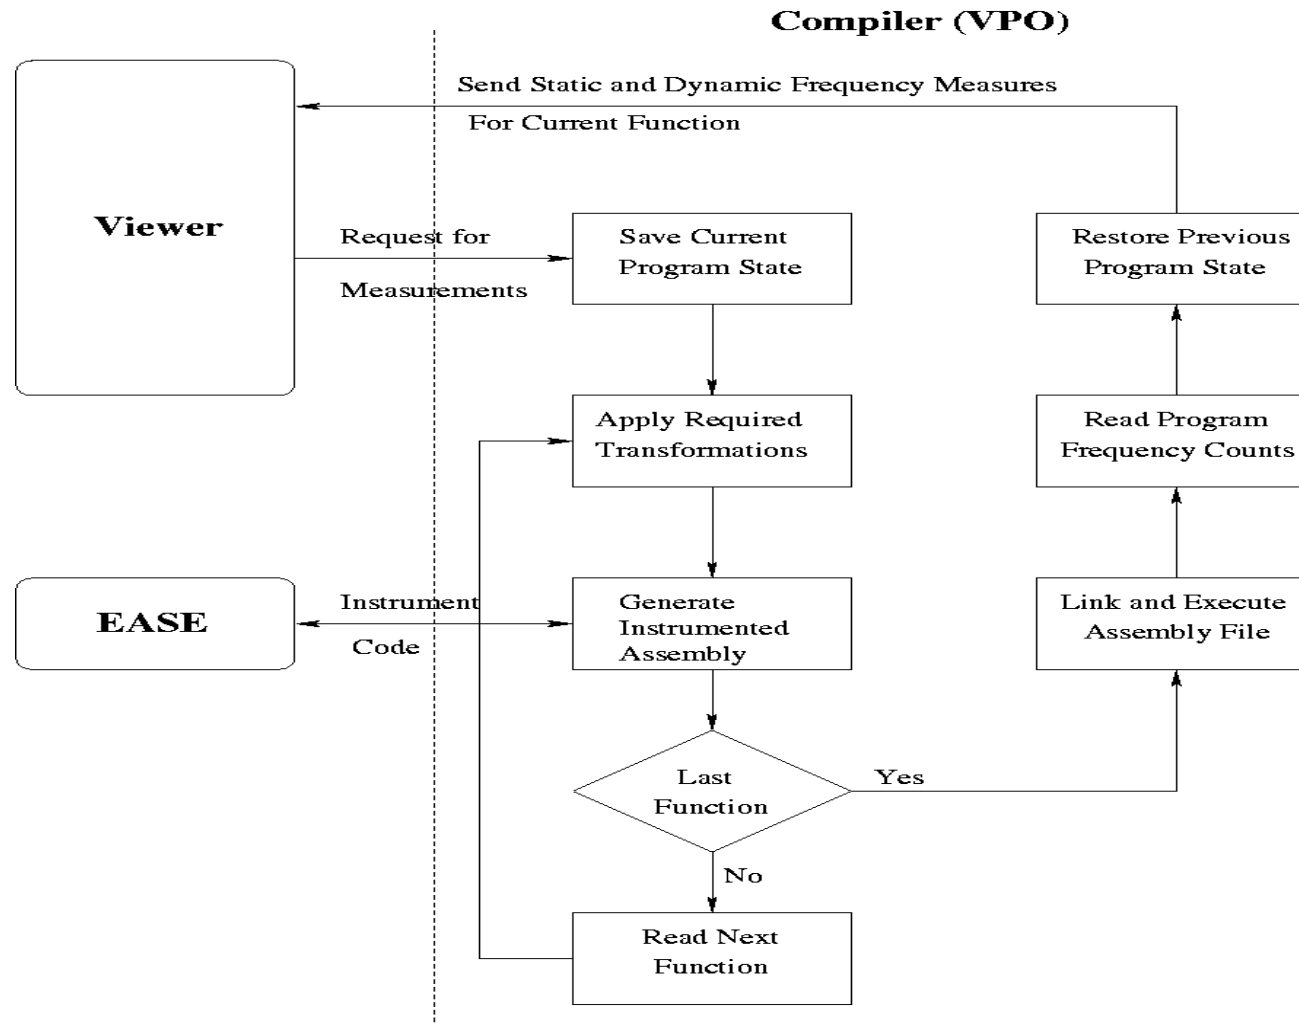 Compiler (VPO)
Send Static and Dynamic Frequency Measures
For Current Function
Viewer
Request for
Measurements
Save Current
Program State
Restore Previous
Program State
Apply Required
Transformations
Read Program
Frequency Counts
EASE
Instrument
Code
Generate
Instrumented
Assembly
Link and Execute
Assembly File
Last
Function
Yes
No
Read Next
Function